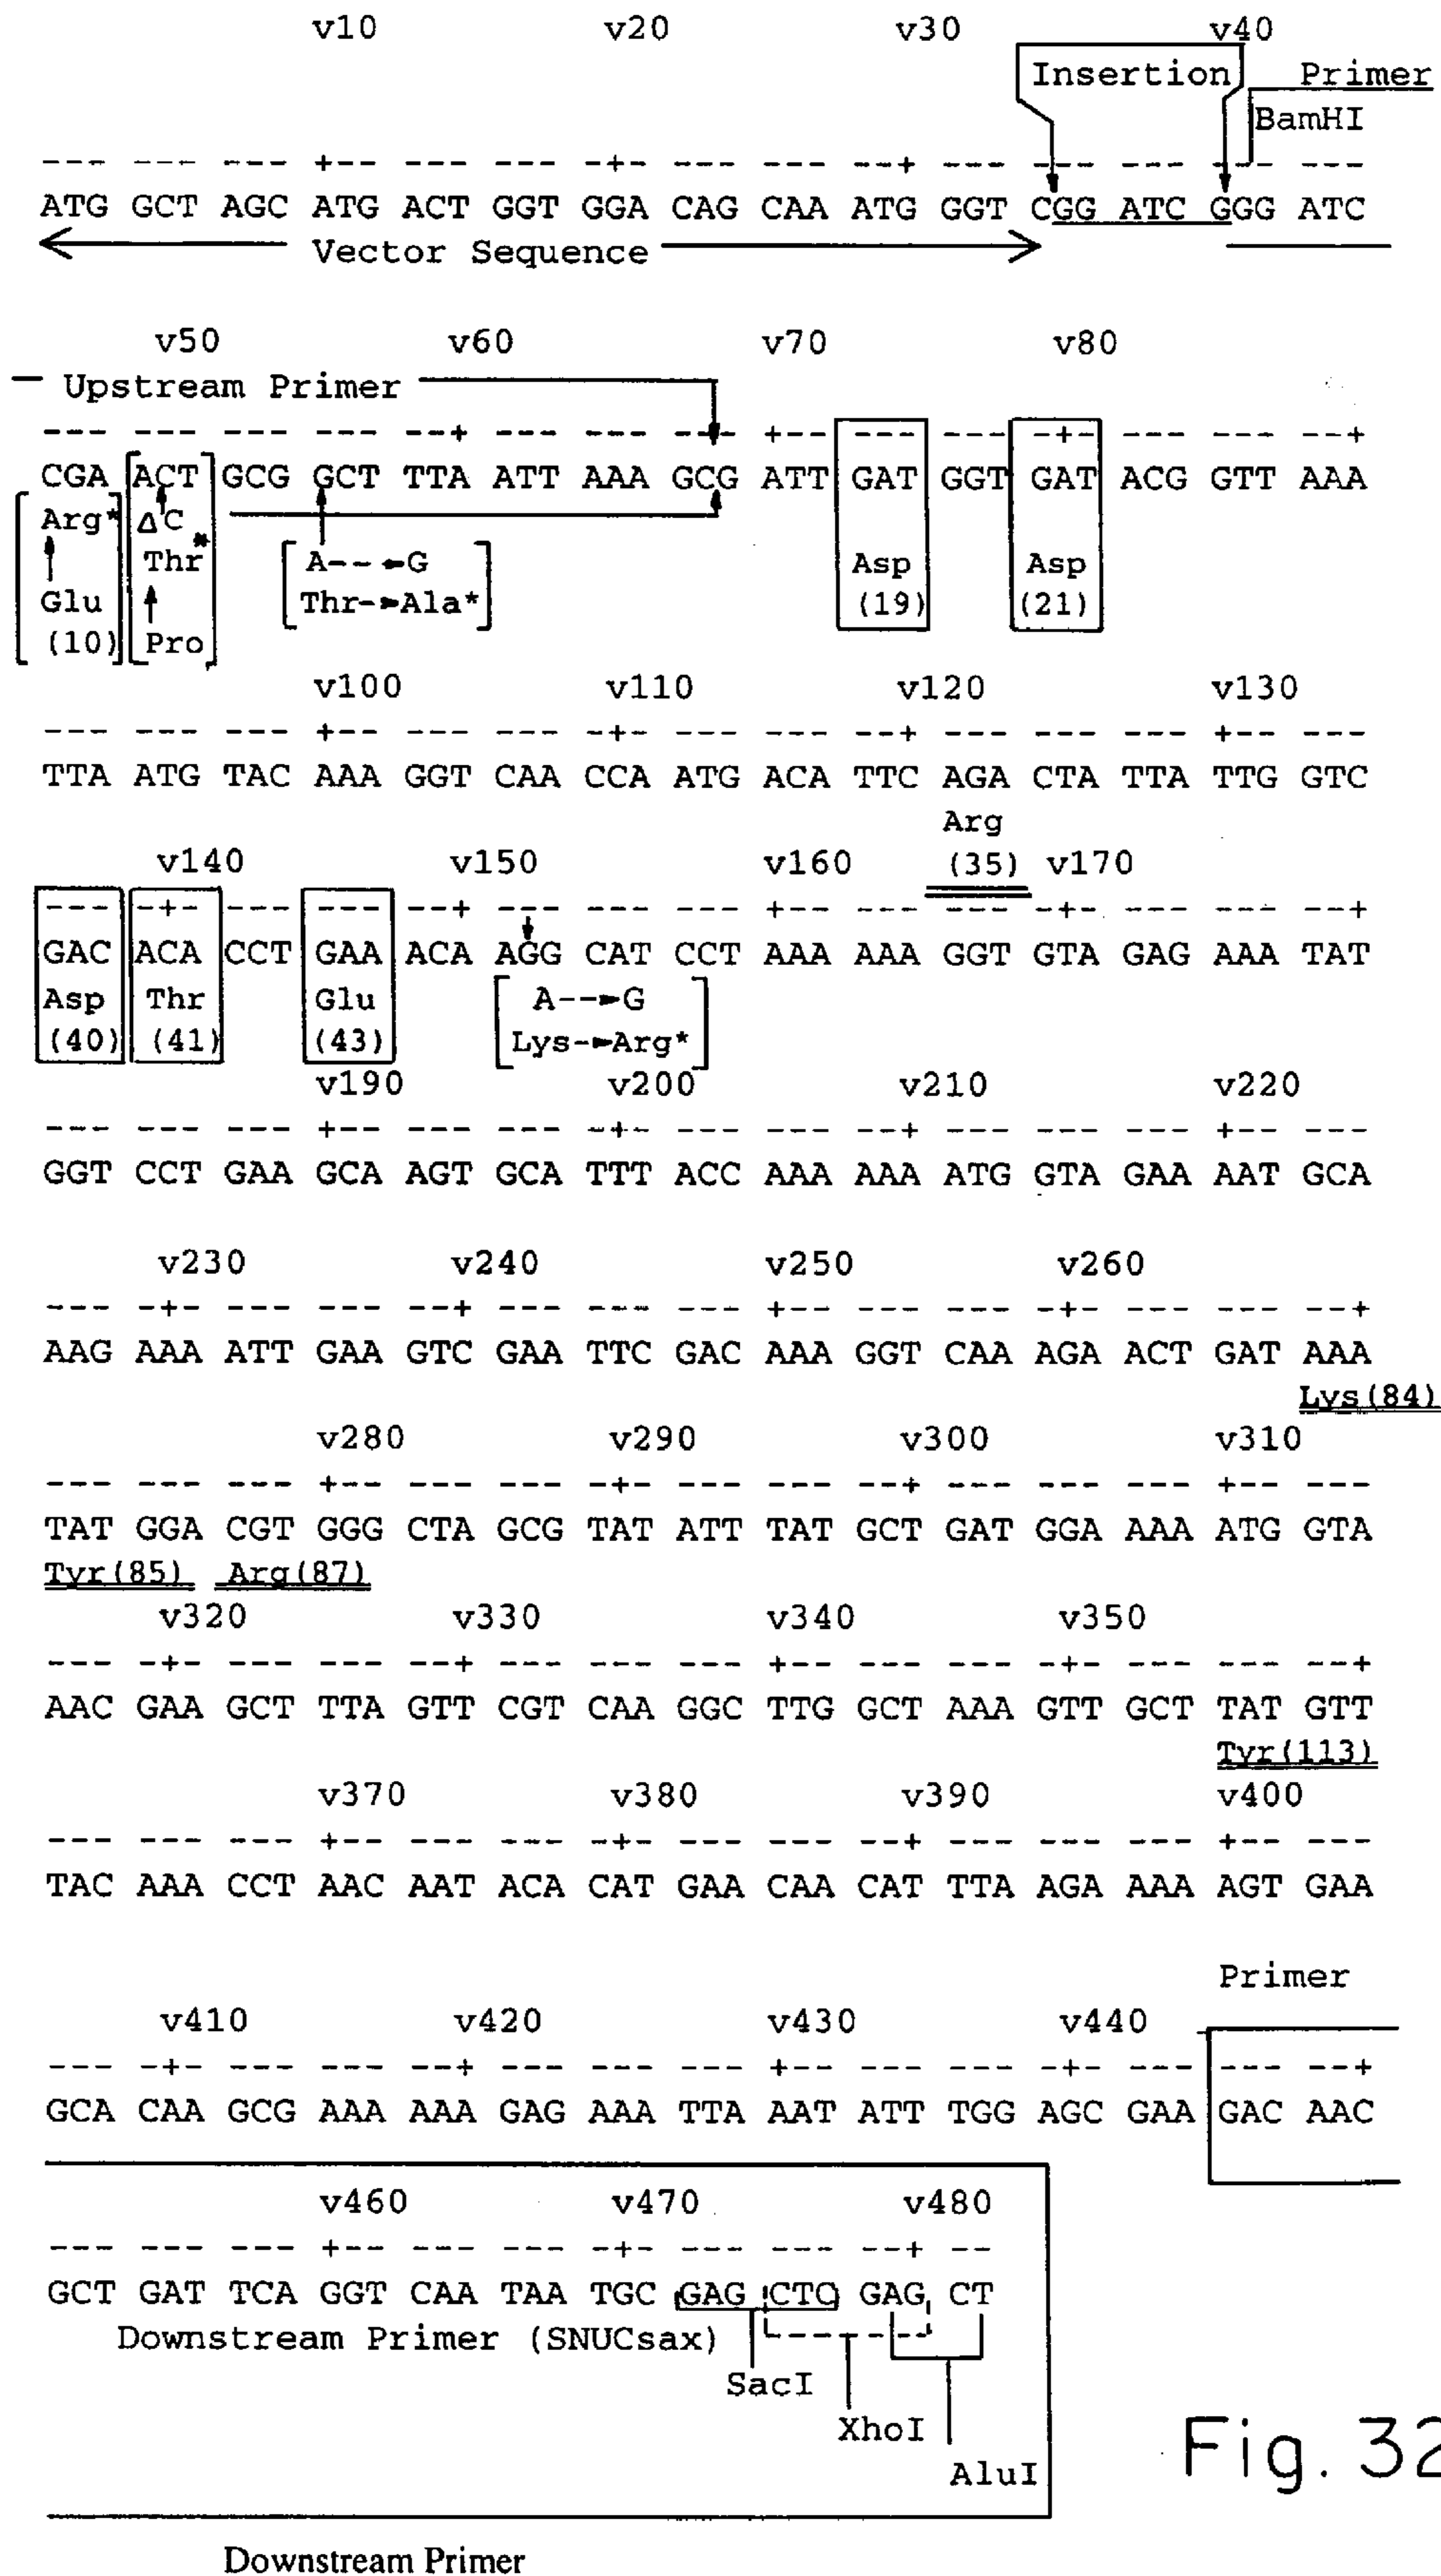 v10 v20 v30 v40
Insertion Primer
BamHI
--- --- --- +-- --- --- -+- --- --- --+ --- --- --- --- ---
ATG GCT AGC ATG ACT GGT GGA CAG CAA ATG GGT CGG ATC GGG ATC
Vector Sequence
v50 v60 v70 v80
Upstream Primer
--- --- --- --- --+ --- --- --- +-- --- --- -+- --- --- --+
CGA ACT GCG GCT TTA ATT AAA GCG ATT GAT GGT GAT ACG GTT AAA
Arg* ΔC
Thr* A-->G Asp Asp
Glu Thr->Ala* (19) (21)
(10) Pro
v100 v110 v120 v130
--- --- --- +-- --- --- -+- --- --- --+ --- --- --- +-- ---
TTA ATG TAC AAA GGT CAA CCA ATG ACA TTC AGA CTA TTA TTG GTC
Arg
v140 v150 v160 (35) v170
--- -+- --- --- --+ --- --- --- +-- --- --- -+- --- --- --+
GAC ACA CCT GAA ACA AGG CAT CCT AAA AAA GGT GTA GAG AAA TAT
Asp Thr Glu A-->G
(40) (41) (43) Lys->Arg*
v190 v200 v210 v220
--- --- --- +-- --- --- -+- --- --- --+ --- --- --- +-- ---
GGT CCT GAA GCA AGT GCA TTT ACC AAA AAA ATG GTA GAA AAT GCA
v230 v240 v250 v260
--- -+- --- --- --+ --- --- --- +-- --- --- -+- --- --- --+
AAG AAA ATT GAA GTC GAA TTC GAC AAA GGT CAA AGA ACT GAT AAA
Lys(84)
v280 v290 v300 v310
--- --- --- +-- --- --- -+- --- --- --+ --- --- --- +-- ---
TAT GGA CGT GGG CTA GCG TAT ATT TAT GCT GAT GGA AAA ATG GTA
Tyr(85) Arg(87)
v320 v330 v340 v350
--- -+- --- --- --+ --- --- --- +-- --- --- -+- --- --- --+
AAC GAA GCT TTA GTT CGT CAA GGC TTG GCT AAA GTT GCT TAT GTT
Tyr(113)
v370 v380 v390 v400
--- --- --- +-- --- --- -+- --- --- --+ --- --- --- +-- ---
TAC AAA CCT AAC AAT ACA CAT GAA CAA CAT TTA AGA AAA AGT GAA
Primer
v410 v420 v430 v440
--- -+- --- --- --+ --- --- --- +-- --- --- -+- --- --- --+
GCA CAA GCG AAA AAA GAG AAA TTA AAT ATT TGG AGC GAA GAC AAC
v460 v470 v480
--- --- --- +-- --- --- -+- --- --- --+ --
GCT GAT TCA GGT CAA TAA TGC GAG CTC GAG CT
Downstream Primer (SNUCsax)
SacI
XhoI
AluI
Fig. 32
Downstream Primer